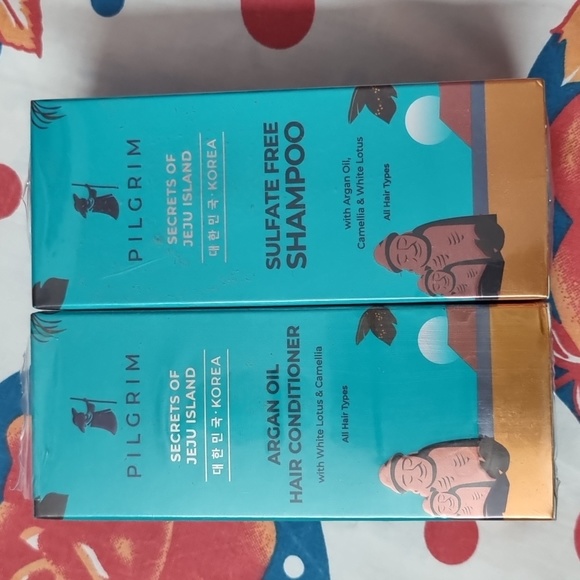 PILGRIM
SECRETS OF
JEJU ISLAND
대한민국·KOREA
SULFATE FREE
SHAMPOO
with Argan Oil,
Camellia & White Lotus
All Hair Types
PILGRIM
SECRETS OF
JEJU ISLAND
대한민국·KOREA
ARGAN OIL
HAIR CONDITIONER
with White Lotus & Camellia
All Hair Types